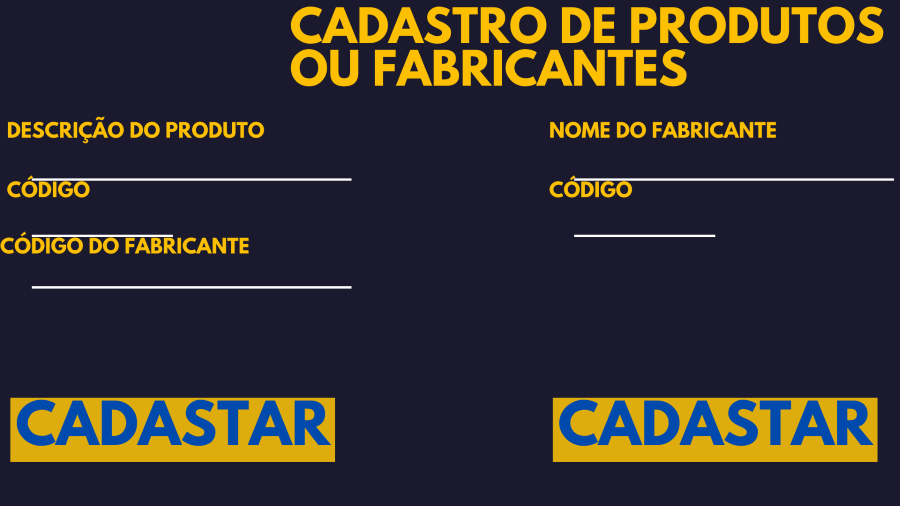 CADASTRO DE PRODUTOS
OU FABRICANTES
DESCRIÇÃO DO PRODUTO
CÓDIGO
CÓDIGO DO FABRICANTE
CADASTAR
NOME DO FABRICANTE
CÓDIGO
CADASTAR